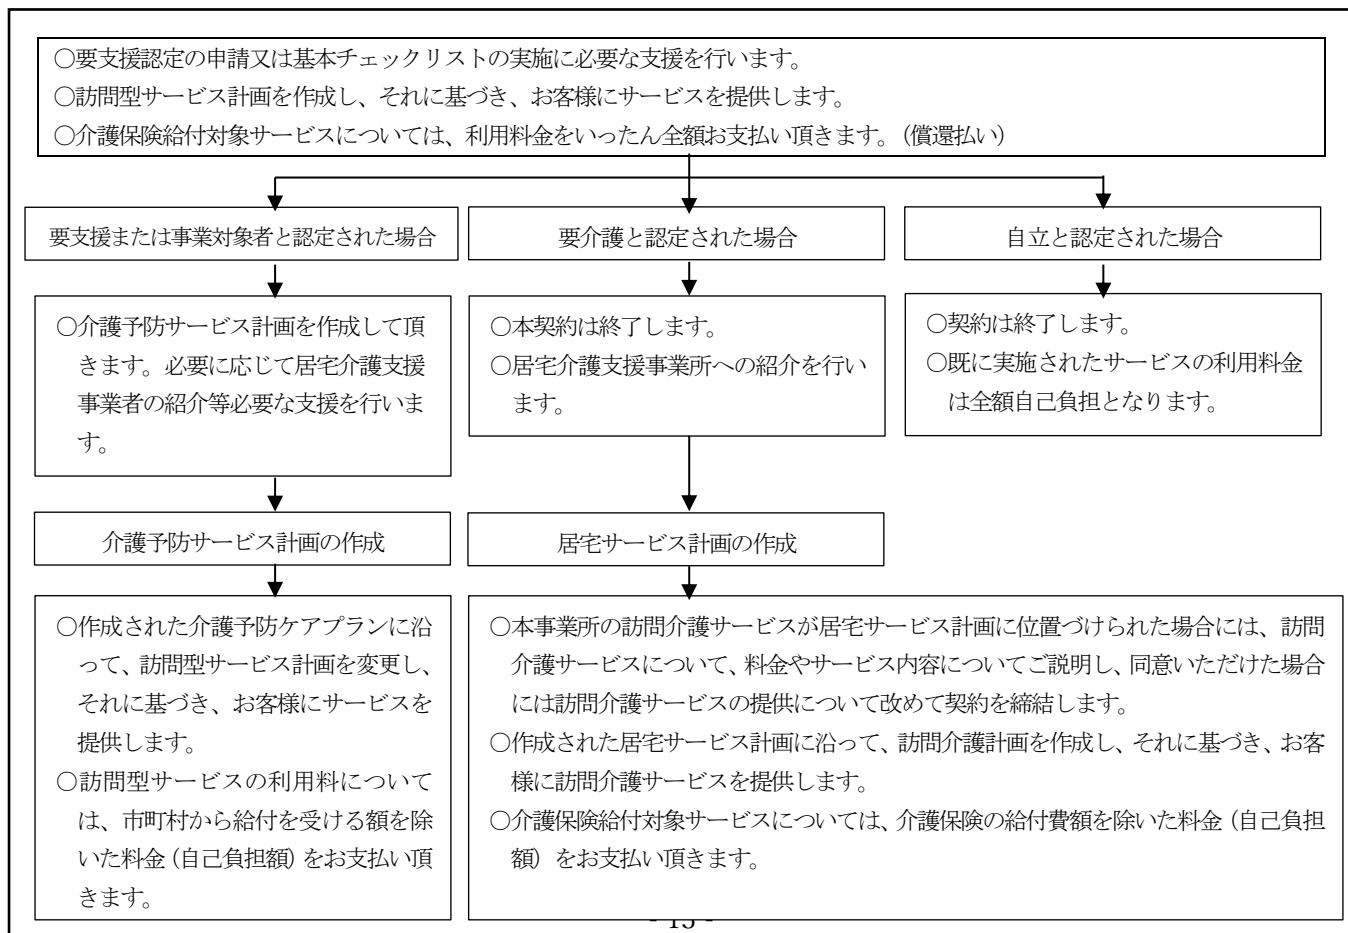 ○要支援認定の申請又は基本チェックリストの実施に必要な支援を行います。
○訪問型サービス計画を作成し、それに基づき、お客様にサービスを提供します。
○介護保険給付対象サービスについては、利用料金をいったん全額お支払い頂きます。（償還払い）
要支援または事業対象者と認定された場合
要介護と認定された場合
自立と認定された場合
○介護予防サービス計画を作成して頂
きます。必要に応じて居宅介護支援
事業者の紹介等必要な支援を行いま
す。
○本契約は終了します。
○居宅介護支援事業所への紹介を行い
ます。
○契約は終了します。
○既に実施されたサービスの利用料金
は全額自己負担となります。
介護予防サービス計画の作成
居宅サービス計画の作成
○作成された介護予防ケアプランに沿
って、訪問型サービス計画を変更し、
それに基づき、お客様にサービスを
提供します。
○訪問型サービスの利用料について
は、市町村から給付を受ける額を除
いた料金（自己負担額）をお支払い頂
きます。
○本事業所の訪問介護サービスが居宅サービス計画に位置づけられた場合には、訪問
介護サービスについて、料金やサービス内容についてご説明し、同意いただけた場合
には訪問介護サービスの提供について改めて契約を締結します。
○作成された居宅サービス計画に沿って、訪問介護計画を作成し、それに基づき、お客
様に訪問介護サービスを提供します。
○介護保険給付対象サービスについては、介護保険の給付費額を除いた料金（自己負担
額）をお支払い頂きます。